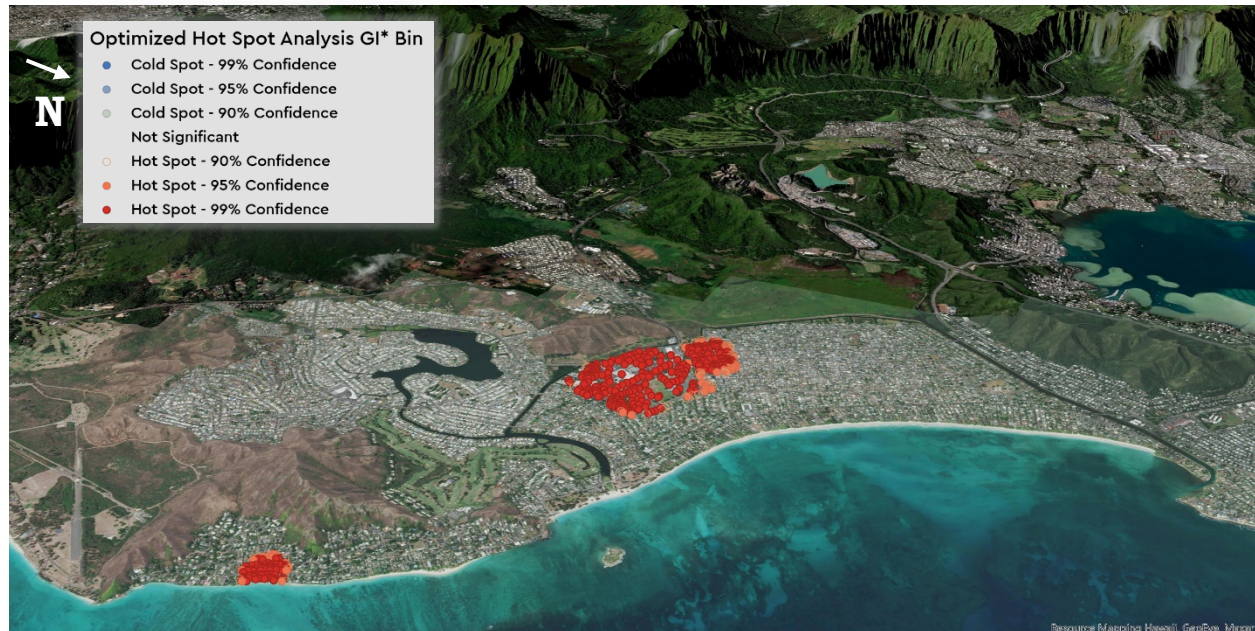 Optimized Hot Spot Analysis GI* Bin
Cold Spot - 99% Confidence
Cold Spot - 95% Confidence
Cold Spot - 90% Confidence
Not Significant
Hot Spot - 90% Confidence
Hot Spot - 95% Confidence
Hot Spot - 99% Confidence
N
Resource Mapping Hawaii, GeoEye, Maxar